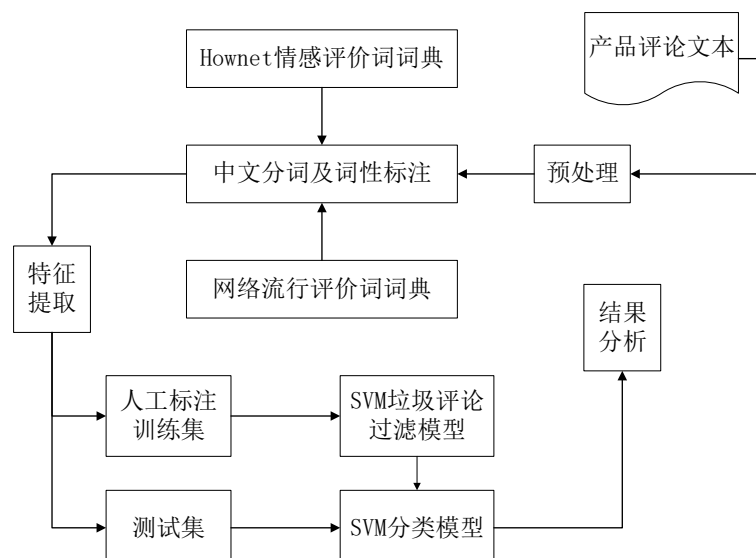 Hownet情感评价词词典
产品评论文本
中文分词及词性标注
预处理
特征
提取
网络流行评价词词典
结果
分析
人工标注
训练集
SVM垃圾评论
过滤模型
测试集
SVM分类模型